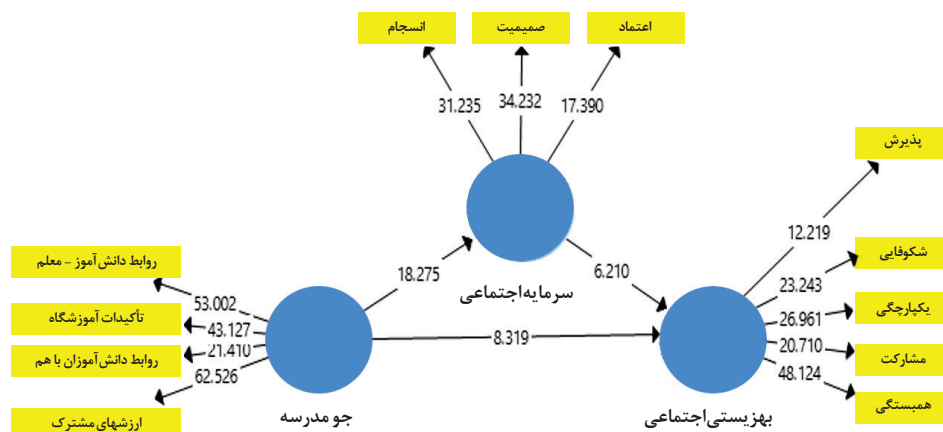 انسجام
صمیمیت
اعتماد
31.235
34.232
17.390
پذیرش
12.219
روابط دانش‌آموز – معلم
شکوفایی
53.002
18.275
6.210
23.243
سرمایه اجتماعی
تأکیدات آموزشگاه
43.127
یکپارچگی
26.961
8.319
روابط دانش‌آموزان با هم
21.410
مشارکت
20.710
62.526
48.124
ارزشهای مشترک
جو مدرسه
بهزیستی اجتماعی
همبستگی